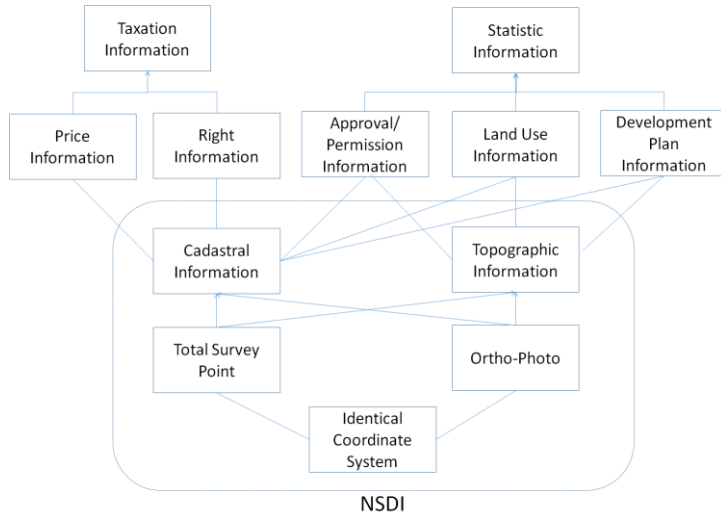 Taxation
Information
Statistic
Information
Price
Information
Right
Information
Approval/
Permission
Information
Land Use
Information
Development
Plan
Information
Cadastral
Information
Topographic
Information
Total Survey
Point
Ortho-Photo
Identical
Coordinate
System
NSDI